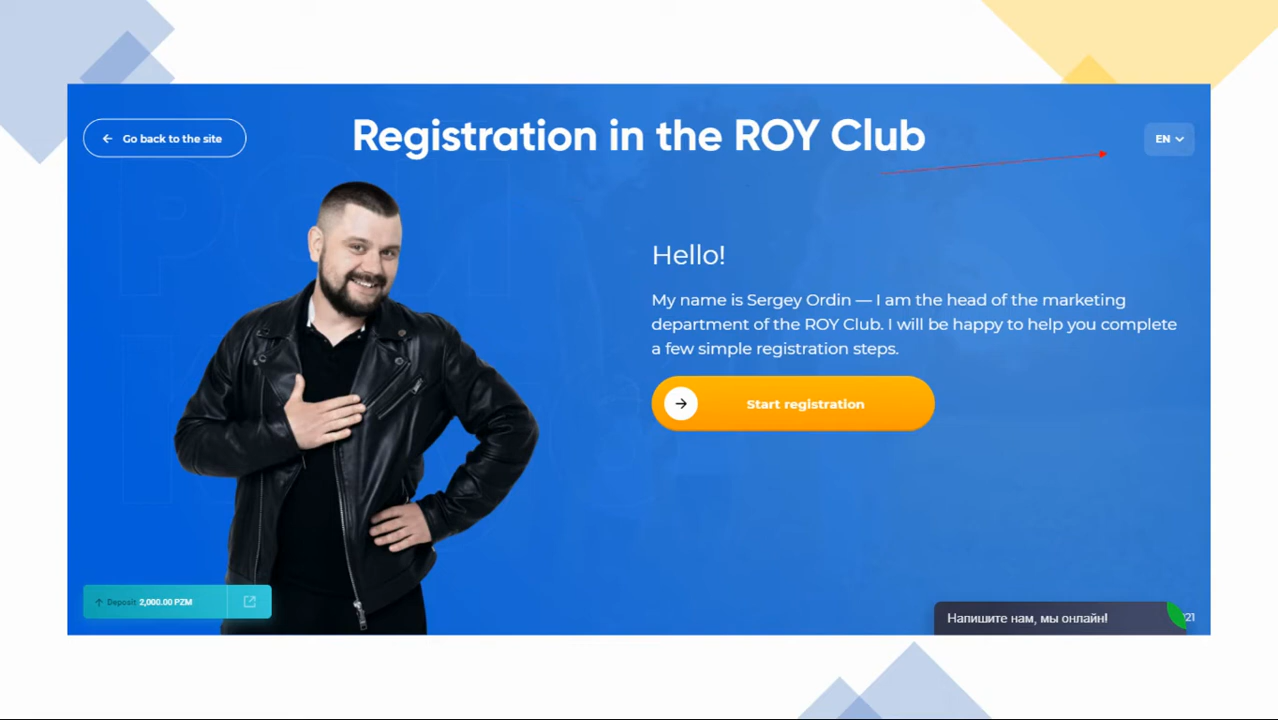 Go back to the site
Registration in the ROY Club
EN
Hello!
My name is Sergey Ordin — I am the head of the marketing
department of the ROY Club. I will be happy to help you complete
a few simple registration steps.
Start registration
Deposit 2,000.00 PZM
Напишите нам, мы онлайн!